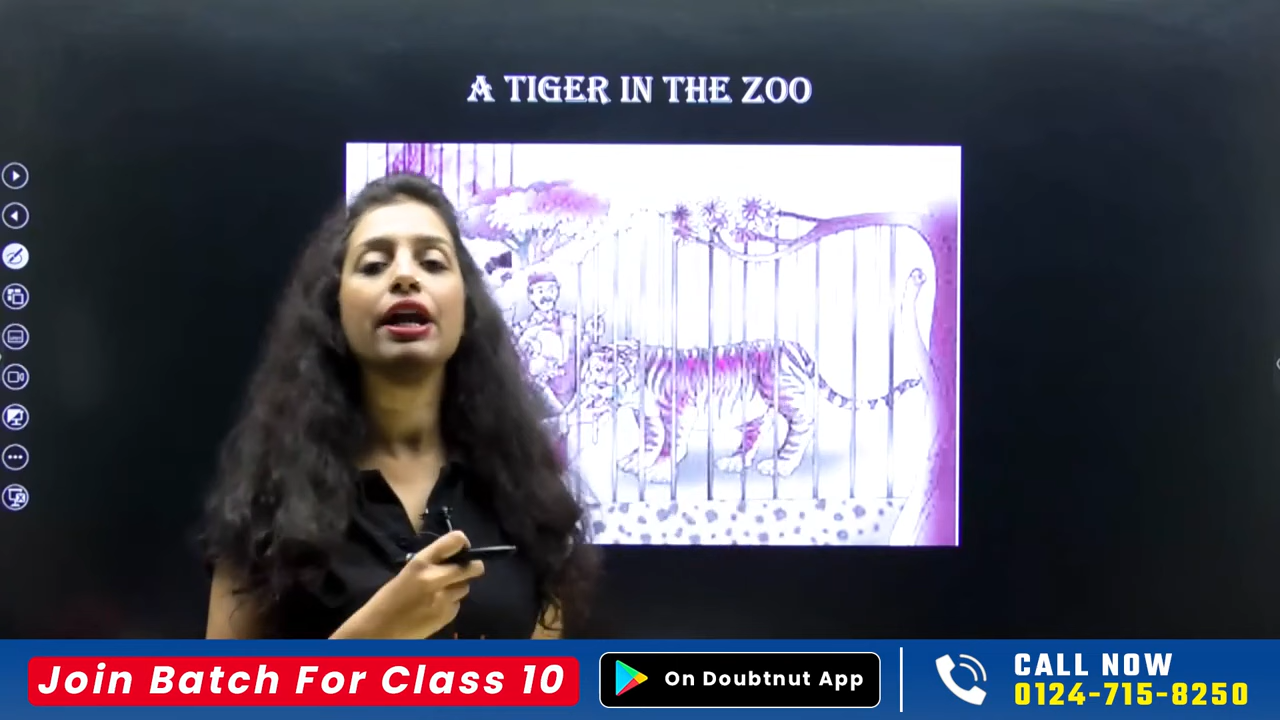 A TIGER IN THE ZOO
Join Batch For Class 10
On Doubtnut App
CALL NOW
0124-715-8250